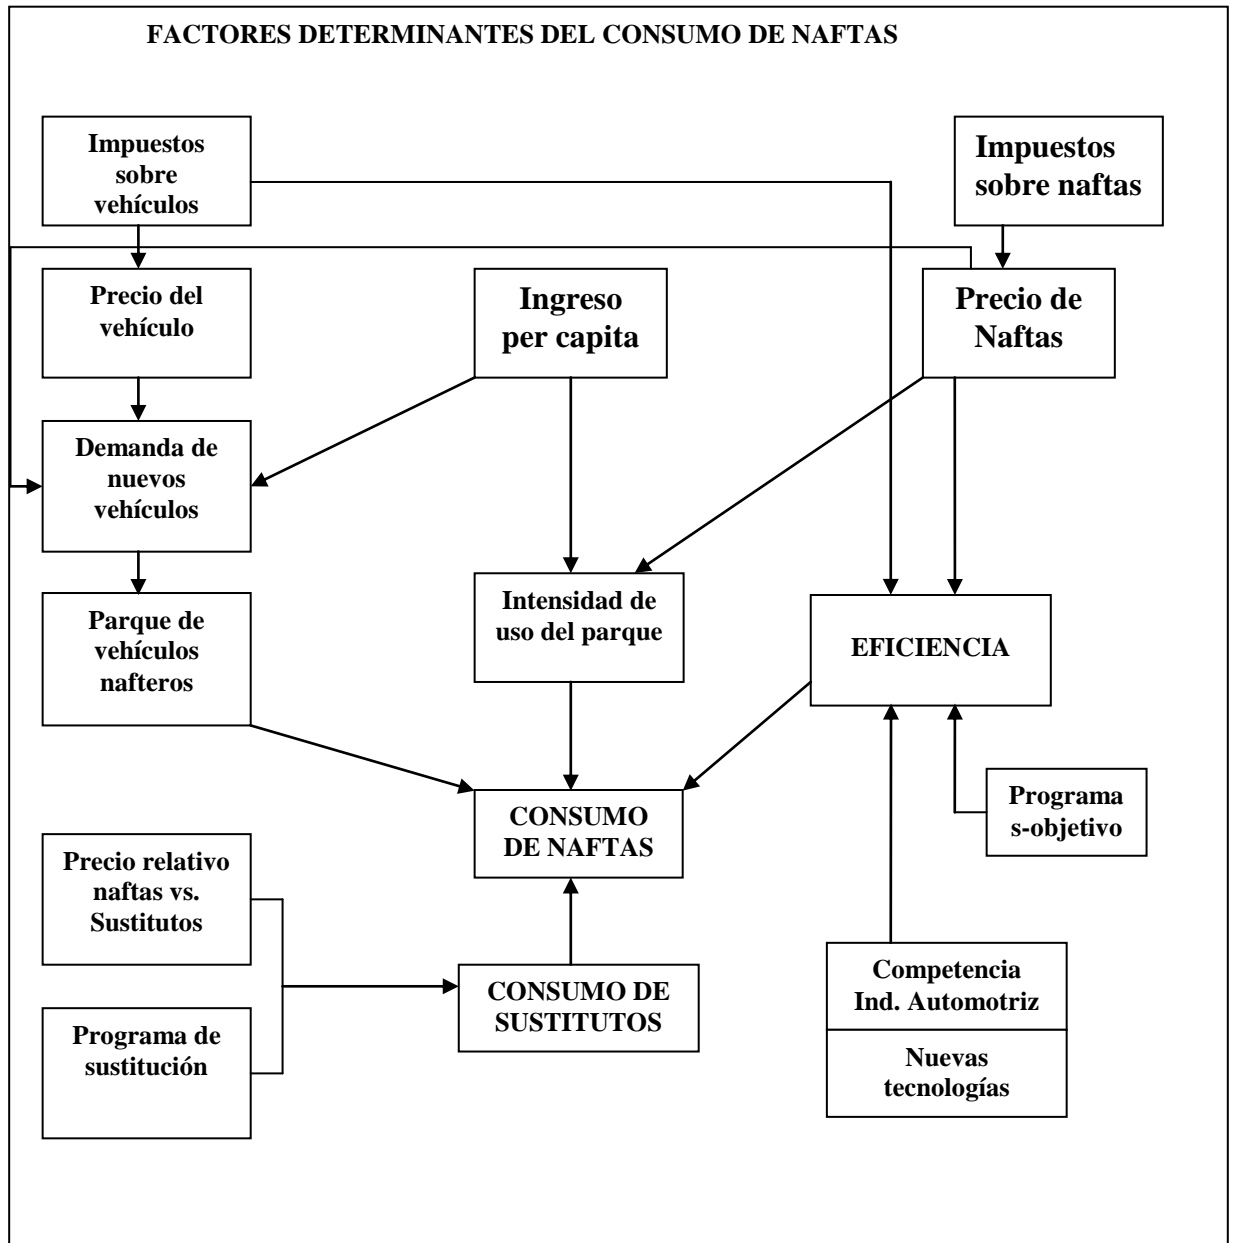 FACTORES DETERMINANTES DEL CONSUMO DE NAFTAS
Impuestos
sobre
vehículos
Impuestos
sobre naftas
Precio del
vehículo
Ingreso
per capita
Precio de
Naftas
Demanda de
nuevos
vehículos
Parque de
vehículos
nafteros
Intensidad de
uso del parque
EFICIENCIA
CONSUMO
DE NAFTAS
Programa
s-objetivo
Precio relativo
naftas vs.
Sustitutos
Programa de
sustitución
CONSUMO DE
SUSTITUTOS
Competencia
Ind. Automotriz
Nuevas
tecnologías